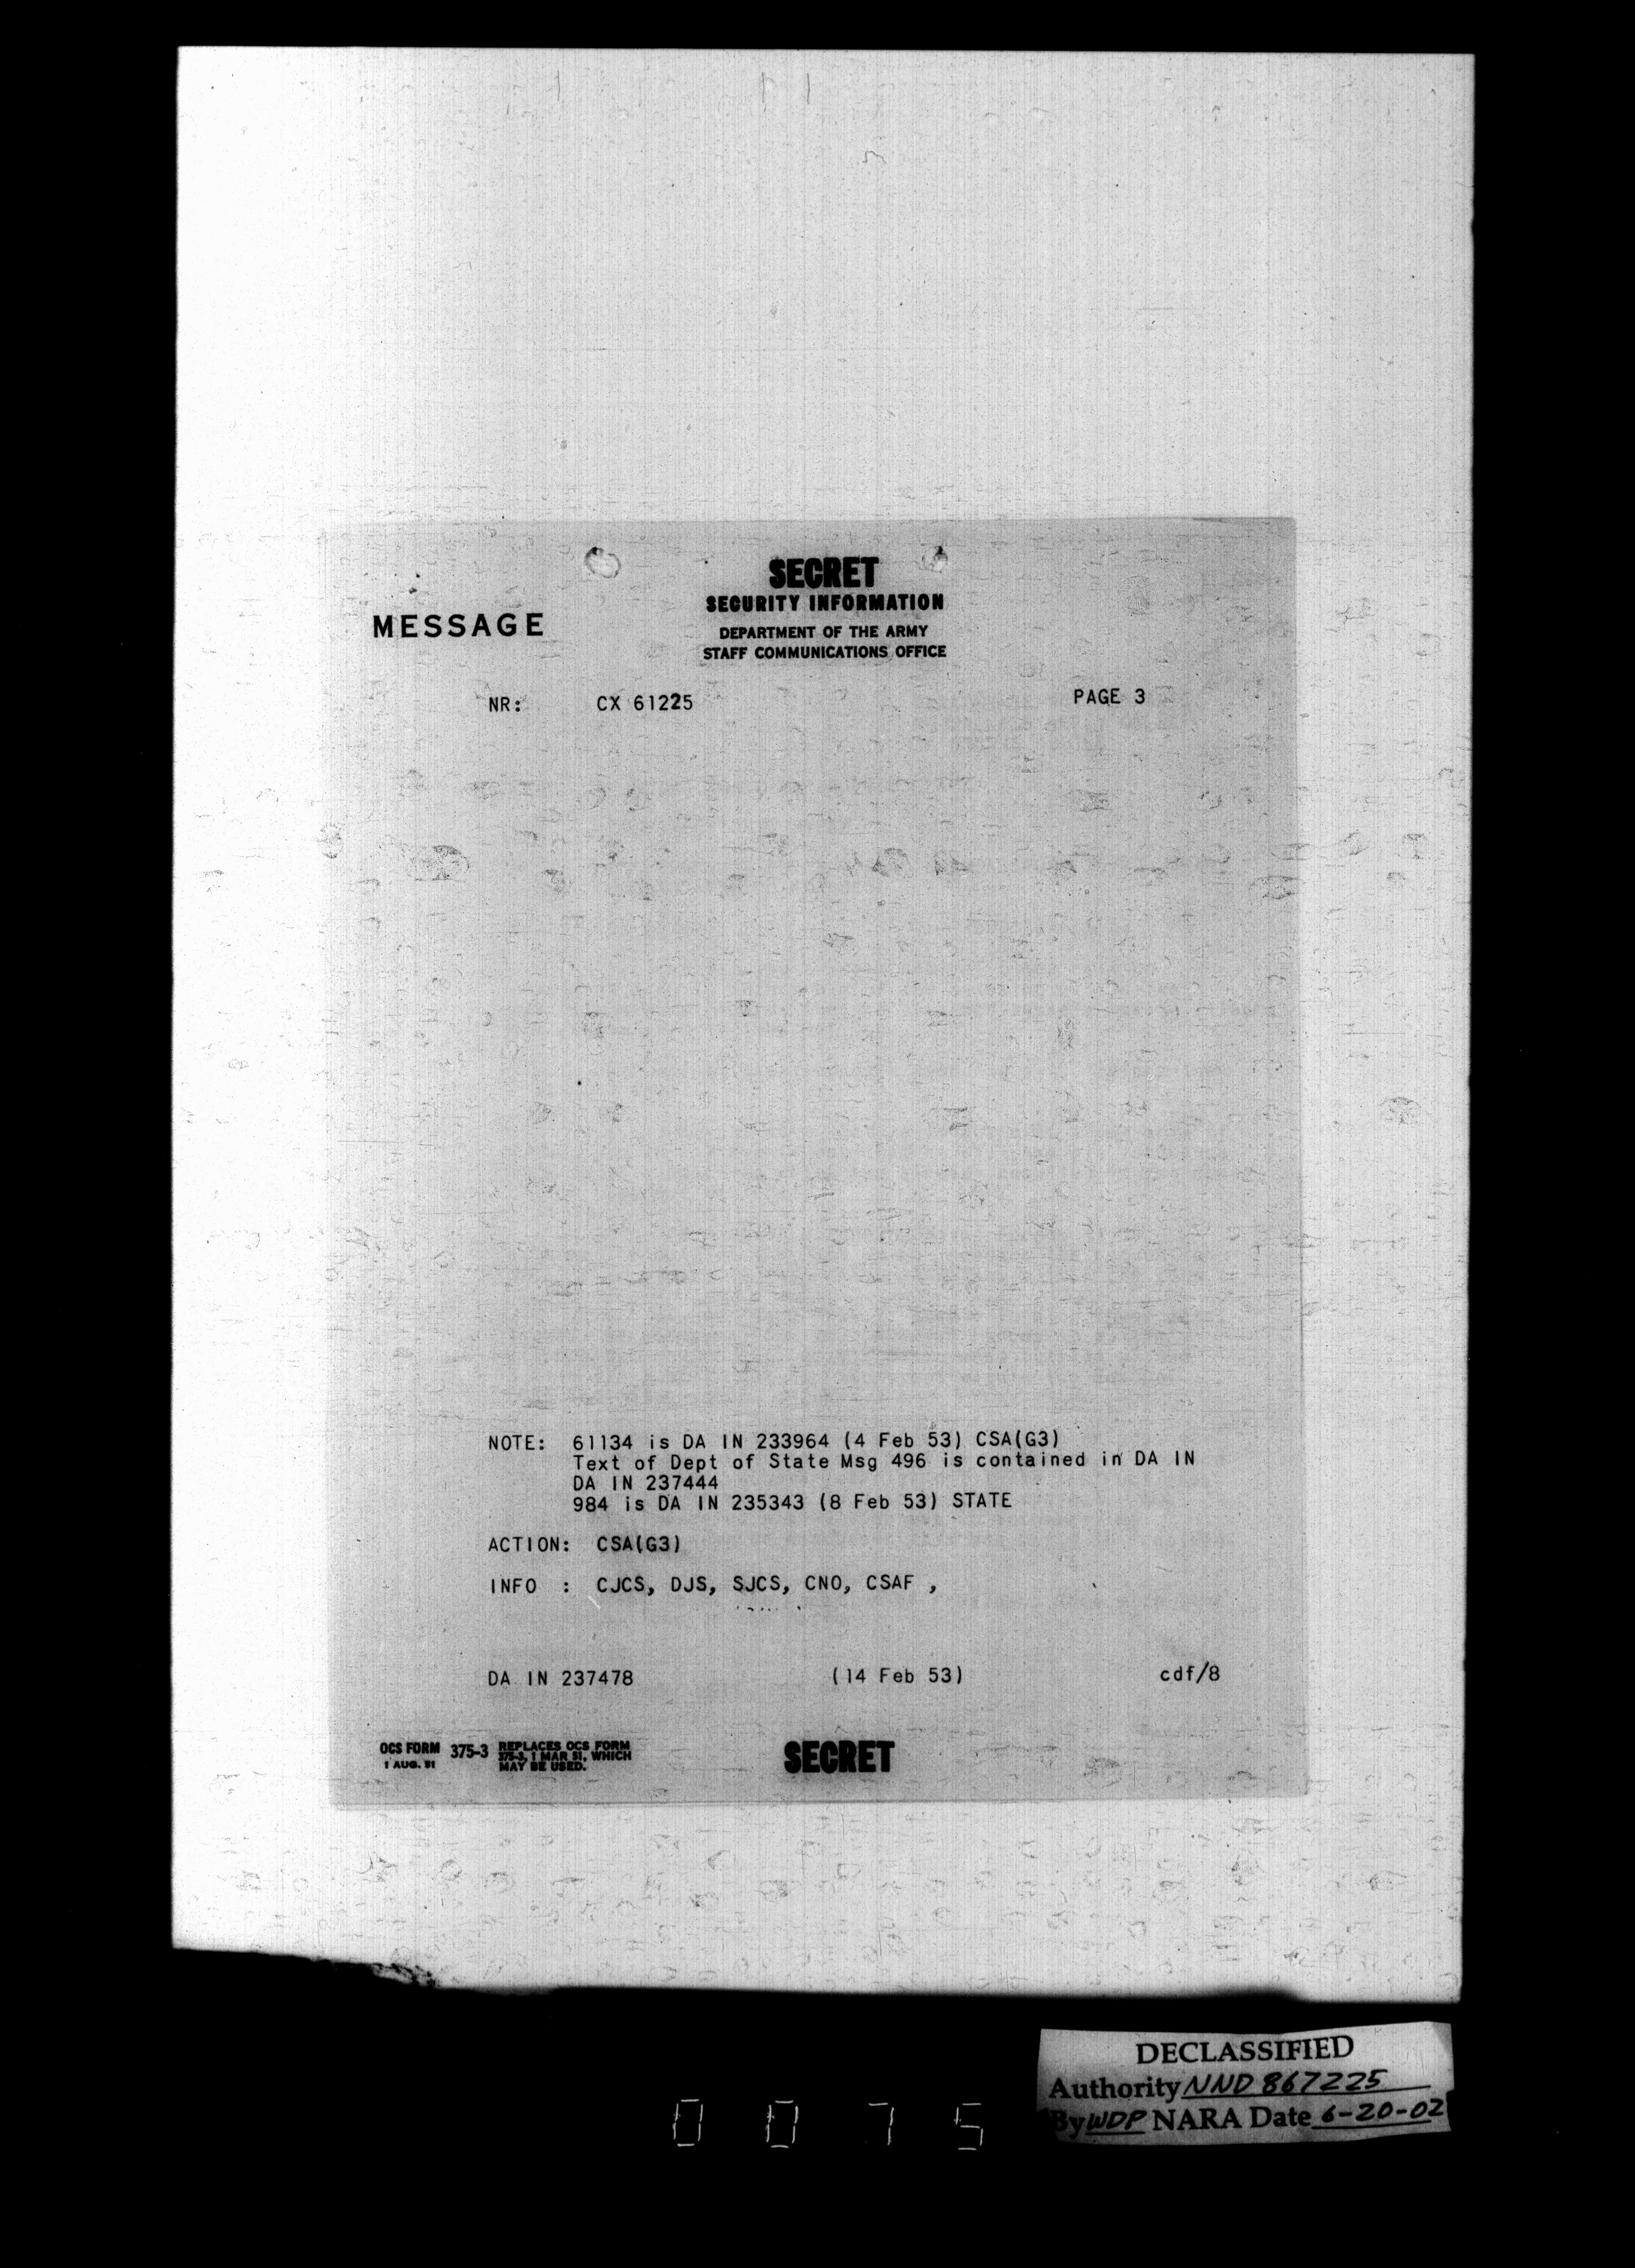 SECRET
SECURITY INFORMATION
MESSAGE
DEPARTMENT OF THE ARMY
STAFF COMMUNICATIONS OFFICE
NR: CX 61225 PAGE 3
NOTE: 61134 is DA IN 233964 (4 Feb 53) CSA(G3)
Text of Dept of State Msg 496 is contained in DA IN
DA IN 237444
984 is DA IN 235343 (8 Feb 53) STATE
ACTION: CSA(G3)
INFO : CJCS, DJS, SJCS, CNO, CSAF ,
DA IN 237478 (14 Feb 53) cdf/8
OCS FORM 375-3 REPLACES OCS FORM
1 AUG. 51 375-3, 1 MAR 51, WHICH
MAY BE USED.
SECRET
DECLASSIFIED
Authority NND 867225
By WDP NARA Date 6-20-02
0075